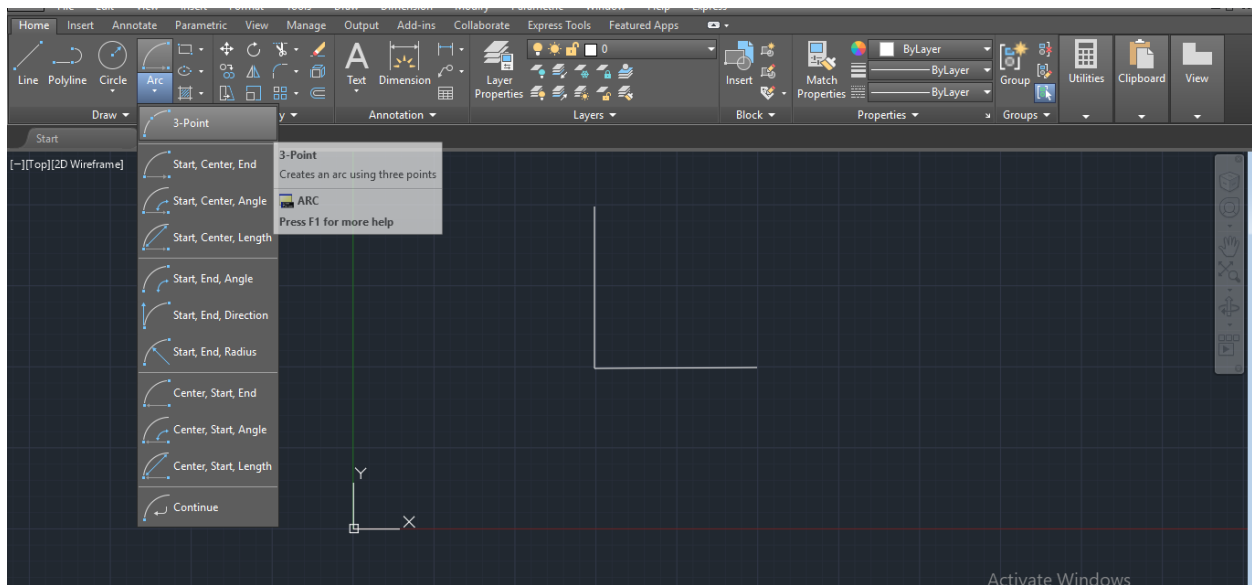 Home Insert Annotate Parametric View Manage Output Add-ins Collaborate Express Tools Featured Apps
0
ByLayer
ByLayer
ByLayer
Line Polyline Circle Arc
Text Dimension
Layer
Properties
Insert
Match
Properties
Group Utilities Clipboard View
Draw y Annotation Layers Block Properties Groups
Start
[−][Top][2D Wireframe]
3-Point
Start, Center, End
Start, Center, Angle
Start, Center, Length
Start, End, Angle
Start, End, Direction
Start, End, Radius
Center, Start, End
Center, Start, Angle
Center, Start, Length
Continue
3-Point
Creates an arc using three points
ARC
Press F1 for more help
Y
X
Activate Windows